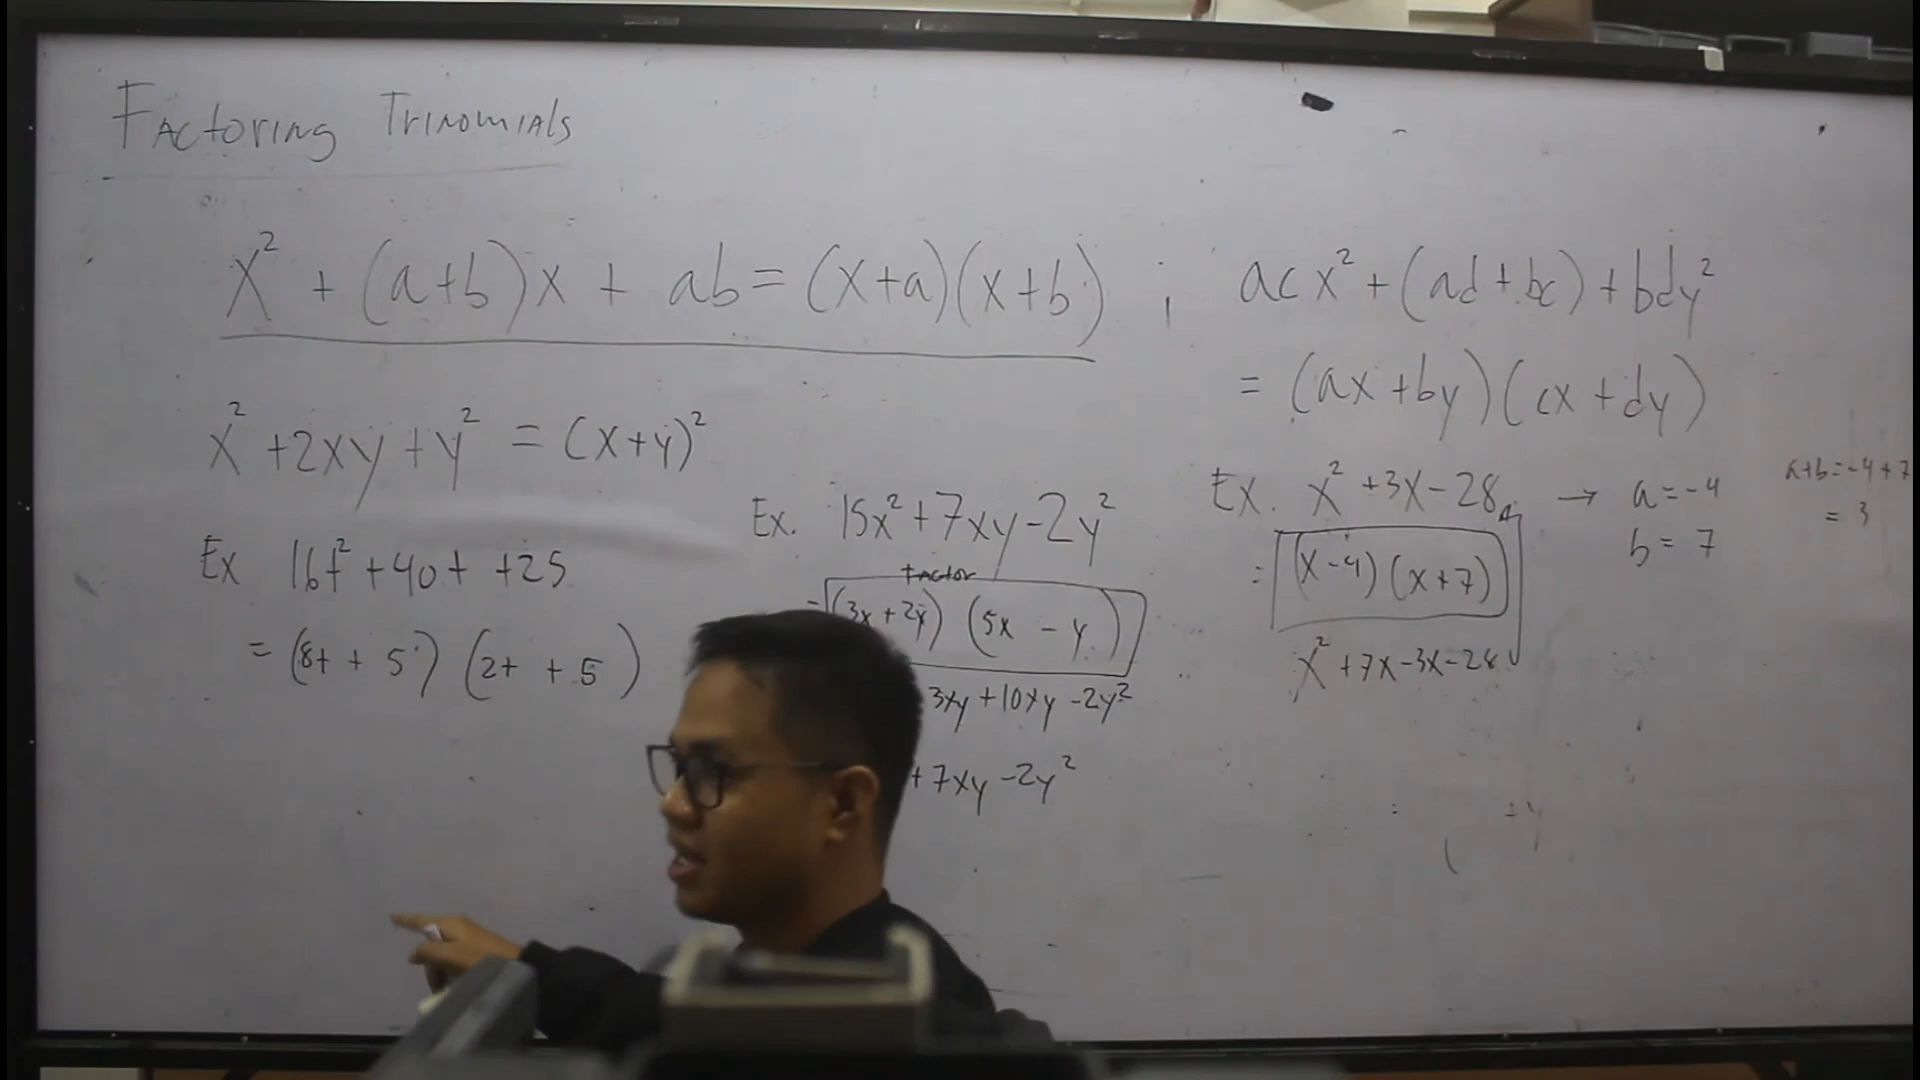 Factoring Trinomials
x² + (a+b)x + ab = (x+a)(x+b) ; acx² + (ad+bc) + bdy²
= (ax+by)(cx+dy)
x² + 2xy + y² = (x+y)²
Ex. x² + 3x - 28 → a = -4
b = 7
a+b = -4 + 7
= 3
= (x-4)(x+7)
x² + 7x - 3x - 28
Ex. 15x² + 7xy - 2y²
factor
= (3x + 2y) (5x - y)
3xy + 10xy - 2y²
+ 7xy - 2y²
Ex 16t² + 40t + 25
= (8t + 5) (2t + 5)